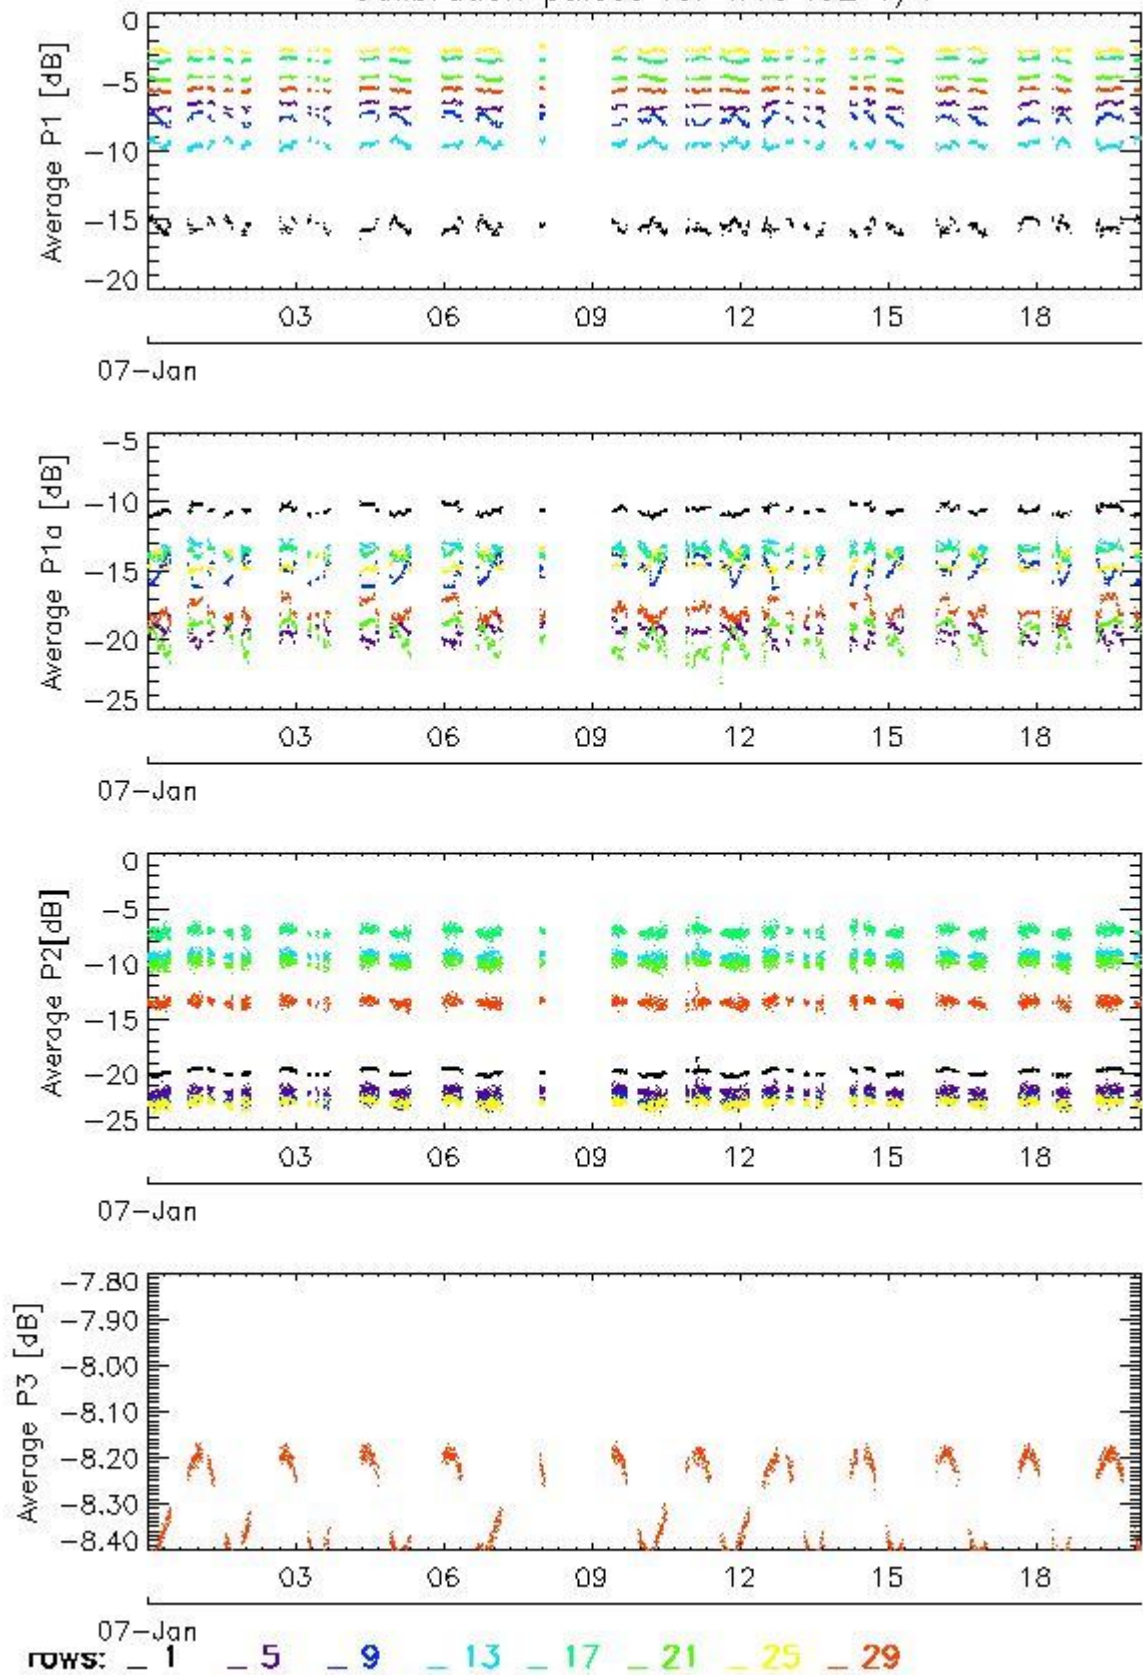 0
-5
-10
-15
-20
Average P1 [dB]
03 06 09 12 15 18
07-Jan
-5
-10
-15
-20
-25
Average P1a [dB]
03 06 09 12 15 18
07-Jan
0
-5
-10
-15
-20
-25
Average P2[dB]
03 06 09 12 15 18
07-Jan
-7.80
-7.90
-8.00
-8.10
-8.20
-8.30
-8.40
Average P3 [dB]
03 06 09 12 15 18
07-Jan
rows: _ 1 _ 5 _ 9 _ 13 _ 17 _ 21 _ 25 _ 29